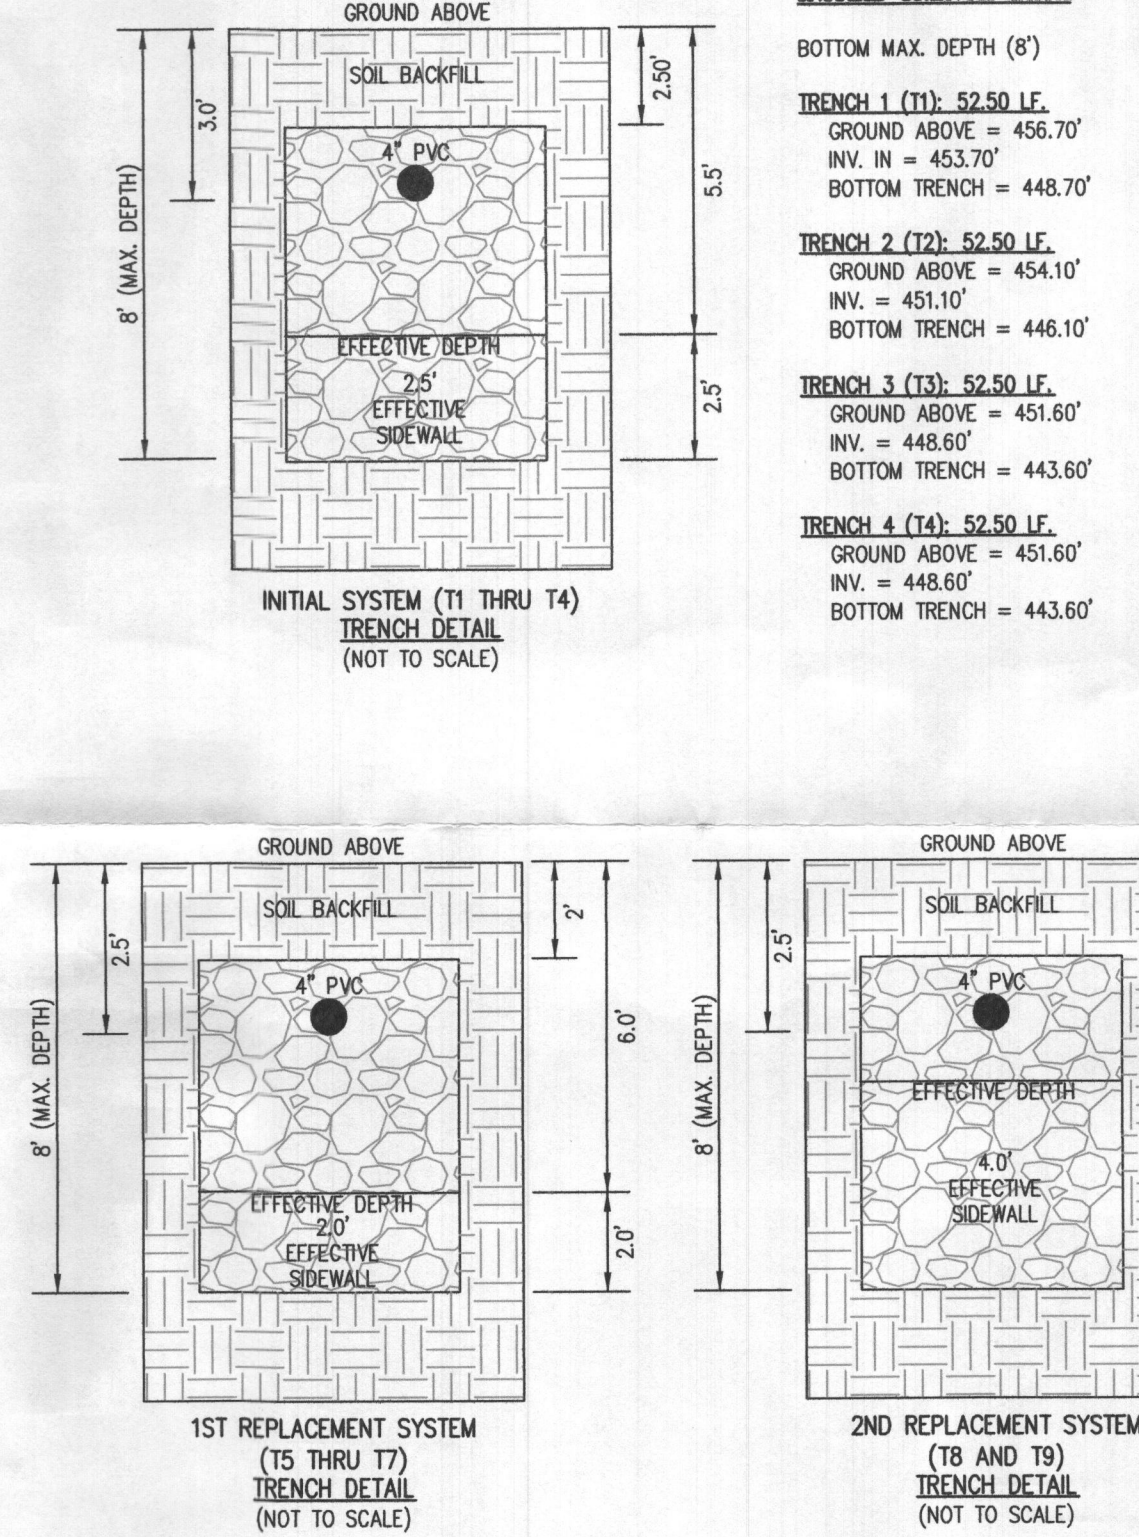 GROUND ABOVE
SOIL BACKFILL
4" PVC
3.0'
8' (MAX. DEPTH)
2.50'
5.5'
2.5'
EFFECTIVE DEPTH
2.5'
EFFECTIVE
SIDEWALL
INITIAL SYSTEM (T1 THRU T4)
TRENCH DETAIL
(NOT TO SCALE)
BOTTOM MAX. DEPTH (8')
TRENCH 1 (T1): 52.50 LF.
GROUND ABOVE = 456.70'
INV. IN = 453.70'
BOTTOM TRENCH = 448.70'
TRENCH 2 (T2): 52.50 LF.
GROUND ABOVE = 454.10'
INV. = 451.10'
BOTTOM TRENCH = 446.10'
TRENCH 3 (T3): 52.50 LF.
GROUND ABOVE = 451.60'
INV. = 448.60'
BOTTOM TRENCH = 443.60'
TRENCH 4 (T4): 52.50 LF.
GROUND ABOVE = 451.60'
INV. = 448.60'
BOTTOM TRENCH = 443.60'
GROUND ABOVE
SOIL BACKFILL
4" PVC
2.5'
8' (MAX. DEPTH)
2'
6.0'
2.0'
EFFECTIVE DEPTH
2.0'
EFFECTIVE
SIDEWALL
1ST REPLACEMENT SYSTEM
(T5 THRU T7)
TRENCH DETAIL
(NOT TO SCALE)
GROUND ABOVE
SOIL BACKFILL
4" PVC
2.5'
8' (MAX. DEPTH)
EFFECTIVE DEPTH
4.0'
EFFECTIVE
SIDEWALL
2ND REPLACEMENT SYSTEM
(T8 AND T9)
TRENCH DETAIL
(NOT TO SCALE)